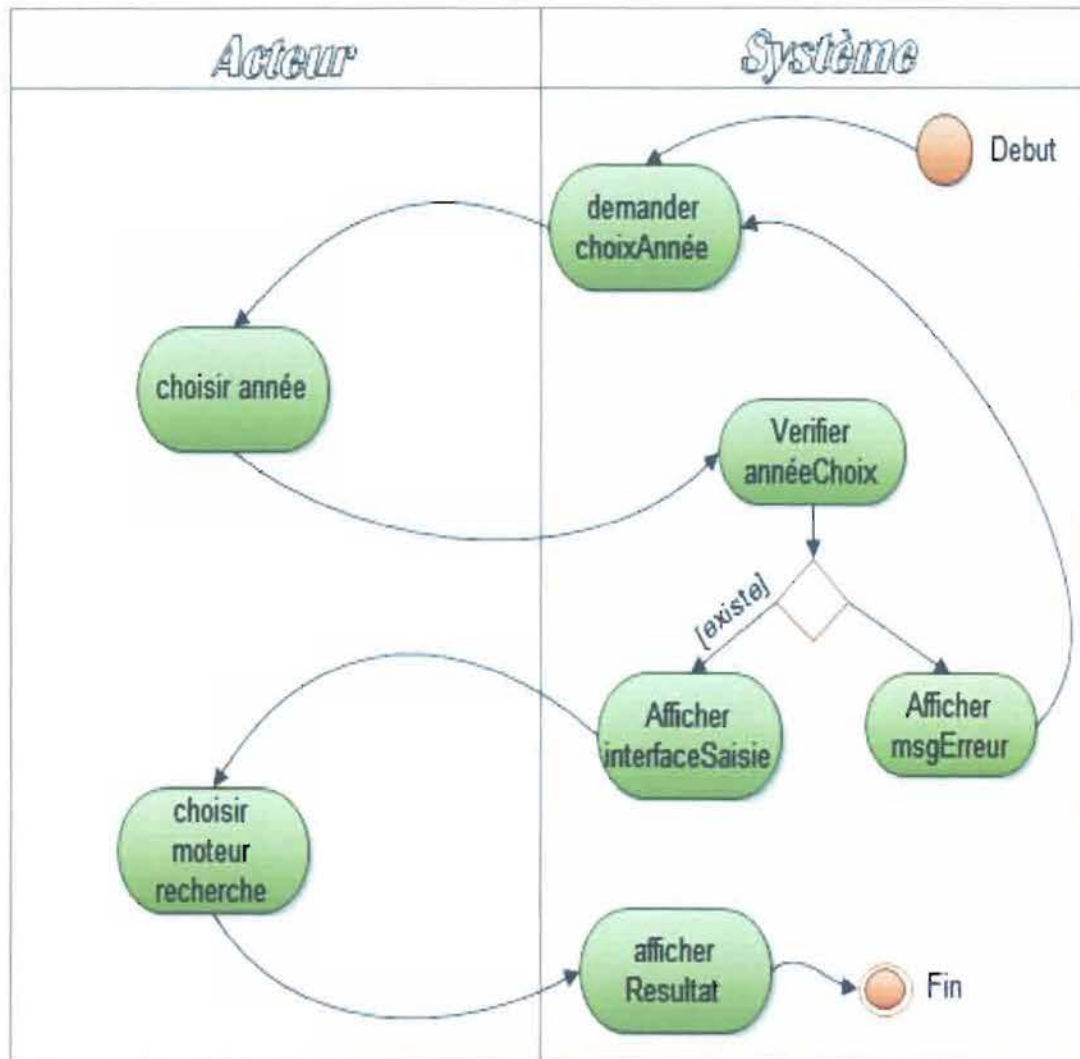 Acteur
Système
Debut
demander
choixAnnée
choisir année
Verifier
annéeChoix
[existe]
Afficher
interfaceSaisie
Afficher
msgErreur
choisir
moteur
recherche
afficher
Resultat
Fin